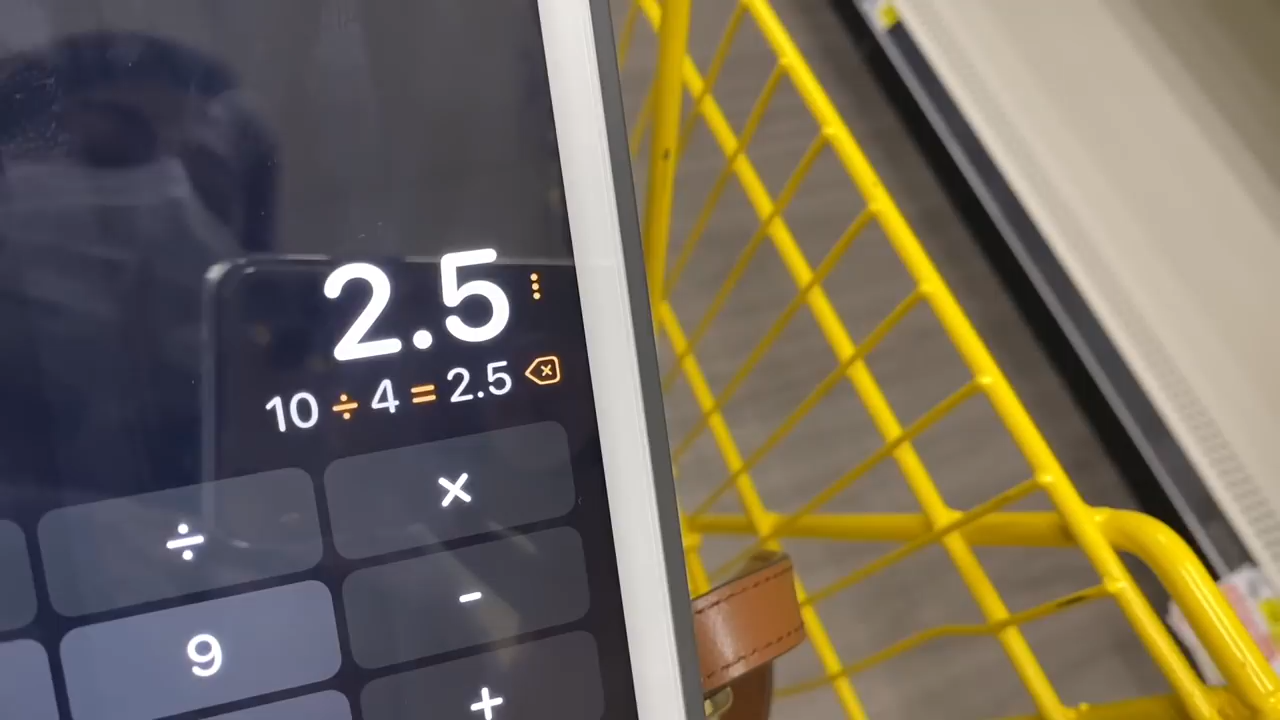 2.5
10 ÷ 4 = 2.5
÷ ×
9 -
+